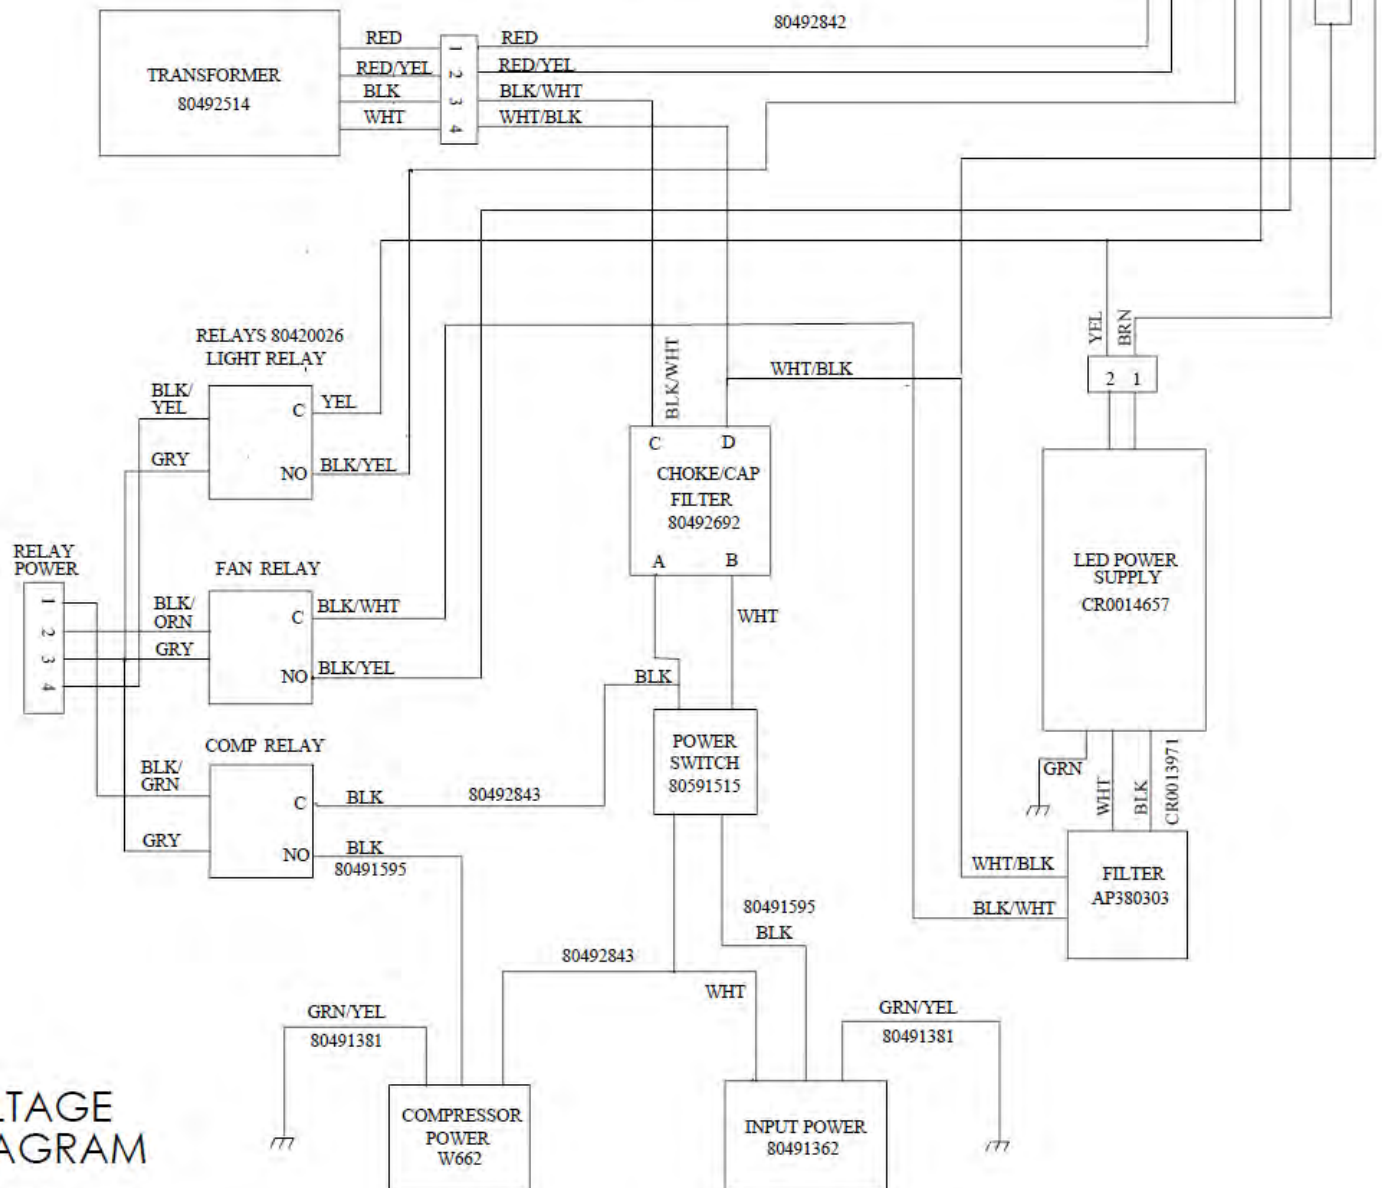 80492842
RED
RED
TRANSFORMER
80492514
RED/YEL
RED/YEL
BLK
BLK/WHT
WHT
WHT/BLK
1
2
3
4
RELAYS 80420026
LIGHT RELAY
BLK/
YEL
C
YEL
GRY
NO
BLK/YEL
BLK/WHT
WHT/BLK
YEL
BRN
2 1
C
D
CHOKE/CAP
FILTER
80492692
A
B
WHT
LED POWER
SUPPLY
CR0014657
RELAY
POWER
1
2
3
4
FAN RELAY
BLK/
ORN
C
BLK/WHT
GRY
NO
BLK/YEL
BLK
POWER
SWITCH
80591515
COMP RELAY
BLK/
GRN
C
BLK
80492843
GRY
NO
BLK
80491595
GRN
WHT
BLK
CR0013971
WHT/BLK
BLK/WHT
FILTER
AP380303
80491595
BLK
80492843
WHT
GRN/YEL
80491381
GRN/YEL
80491381
COMPRESSOR
POWER
W662
INPUT POWER
80491362
LTAGE
AGRAM